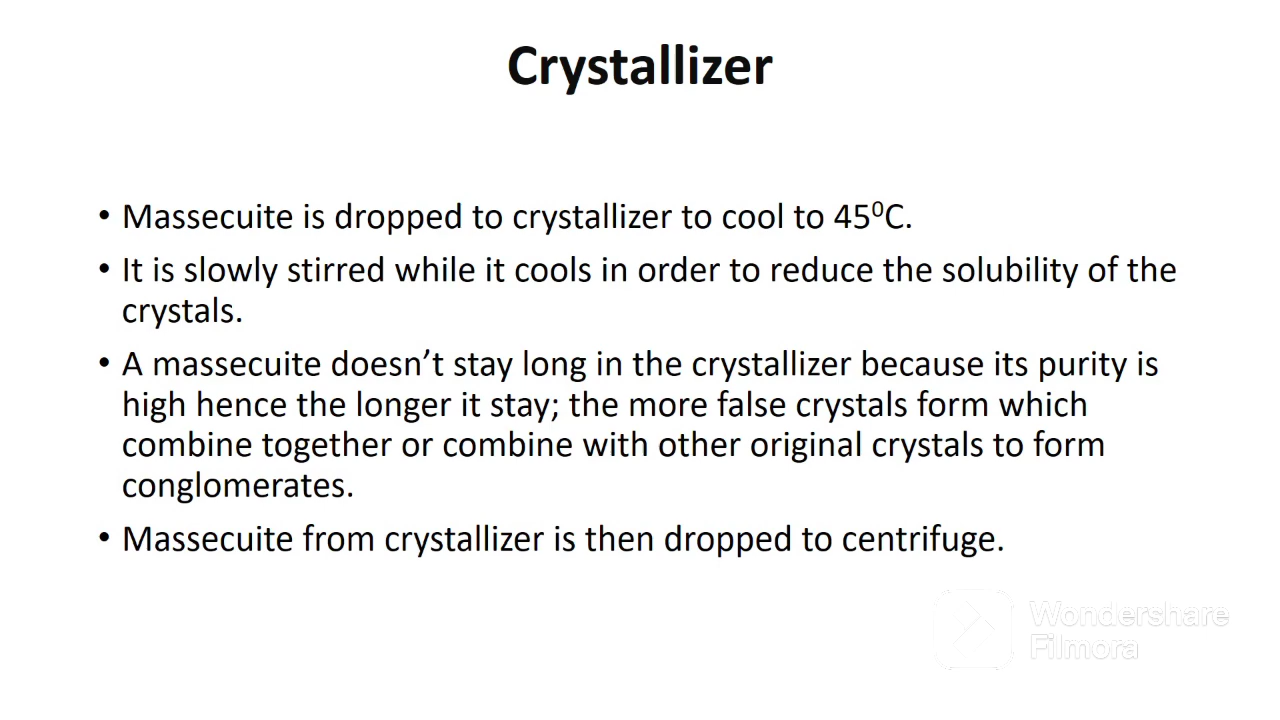 Crystallizer
• Massecuite is dropped to crystallizer to cool to 45⁰C.
• It is slowly stirred while it cools in order to reduce the solubility of the
crystals.
• A massecuite doesn’t stay long in the crystallizer because its purity is
high hence the longer it stay; the more false crystals form which
combine together or combine with other original crystals to form
conglomerates.
• Massecuite from crystallizer is then dropped to centrifuge.
Wondershare
Filmora